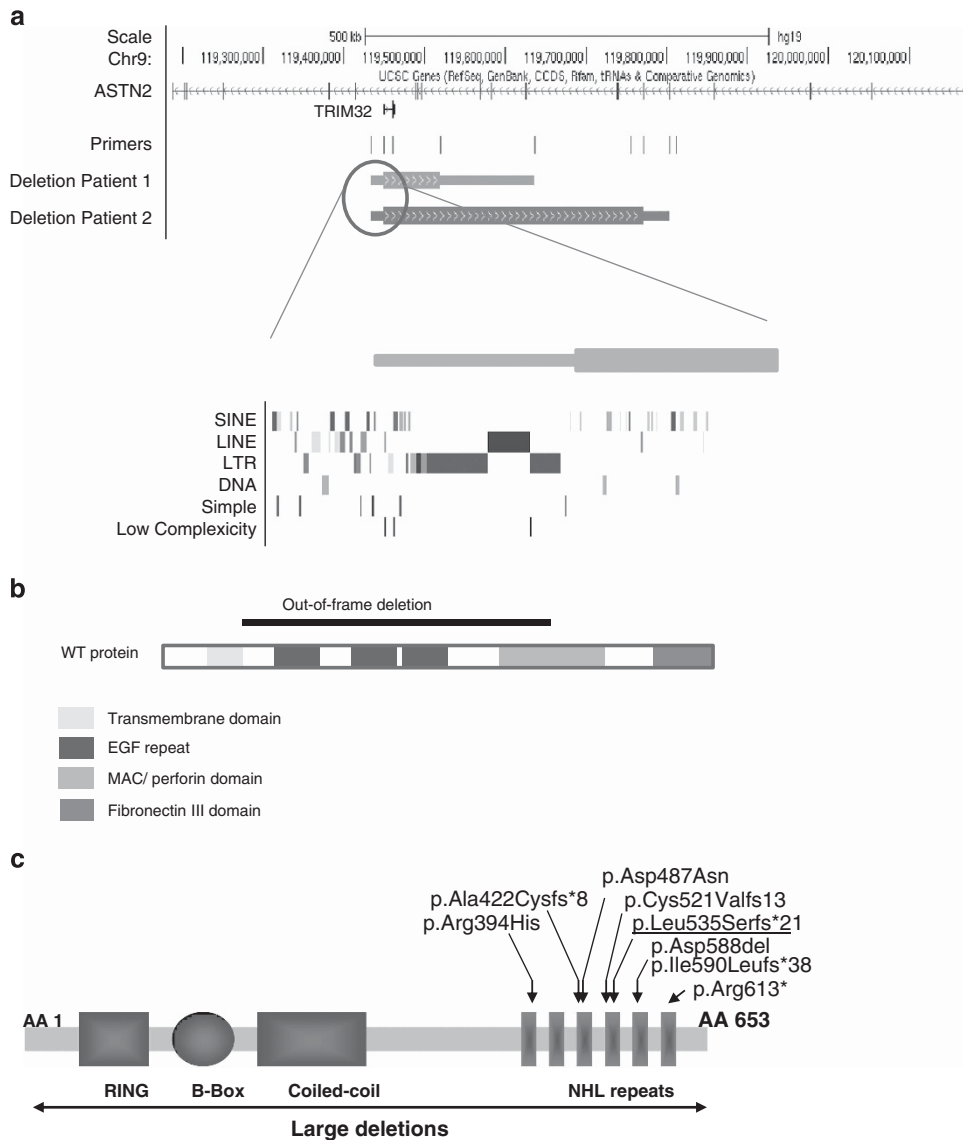 a
Scale 500 kb hg19
Chr9: 119,300,000 119,400,000 119,500,000 119,600,000 119,700,000 119,800,000 119,900,000 120,000,000 120,100,000
UCSC Genes (RefSeq, GenBank, CCDS, Rfam, tRNAs & Comparative Genomics)
ASTN2
TRIM32
Primers
Deletion Patient 1
Deletion Patient 2
SINE
LINE
LTR
DNA
Simple
Low Complexicity
b
Out-of-frame deletion
WT protein
Transmembrane domain
EGF repeat
MAC/ perforin domain
Fibronectin III domain
c
p.Asp487Asn
p.Ala422Cysfs*8 p.Cys521Valfs13
p.Arg394His p.Leu535Serfs*21
p.Asp588del
p.Ile590Leufs*38
p.Arg613*
AA 1 AA 653
RING B-Box Coiled-coil NHL repeats
Large deletions